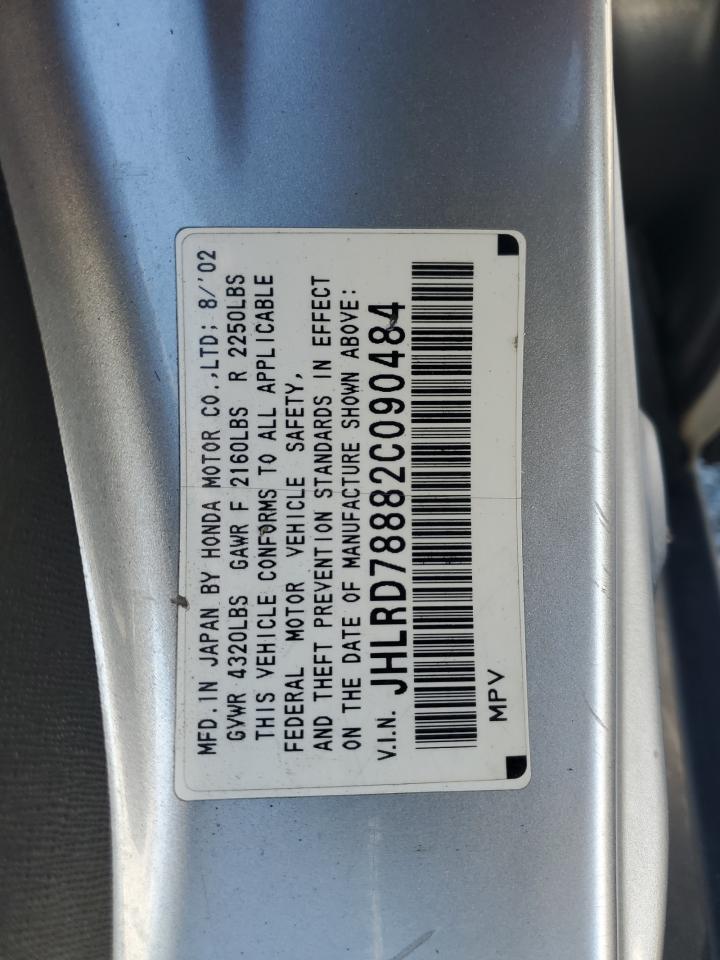 MFD.IN JAPAN BY HONDA MOTOR CO.,LTD; 8/'02
GVWR 4320LBS GAWR F 2160LBS R 2250LBS
THIS VEHICLE CONFORMS TO ALL APPLICABLE
FEDERAL MOTOR VEHICLE SAFETY,
AND THEFT PREVENTION STANDARDS IN EFFECT
ON THE DATE OF MANUFACTURE SHOWN ABOVE:
V.I.N. JHLRD78882C090484
MPV